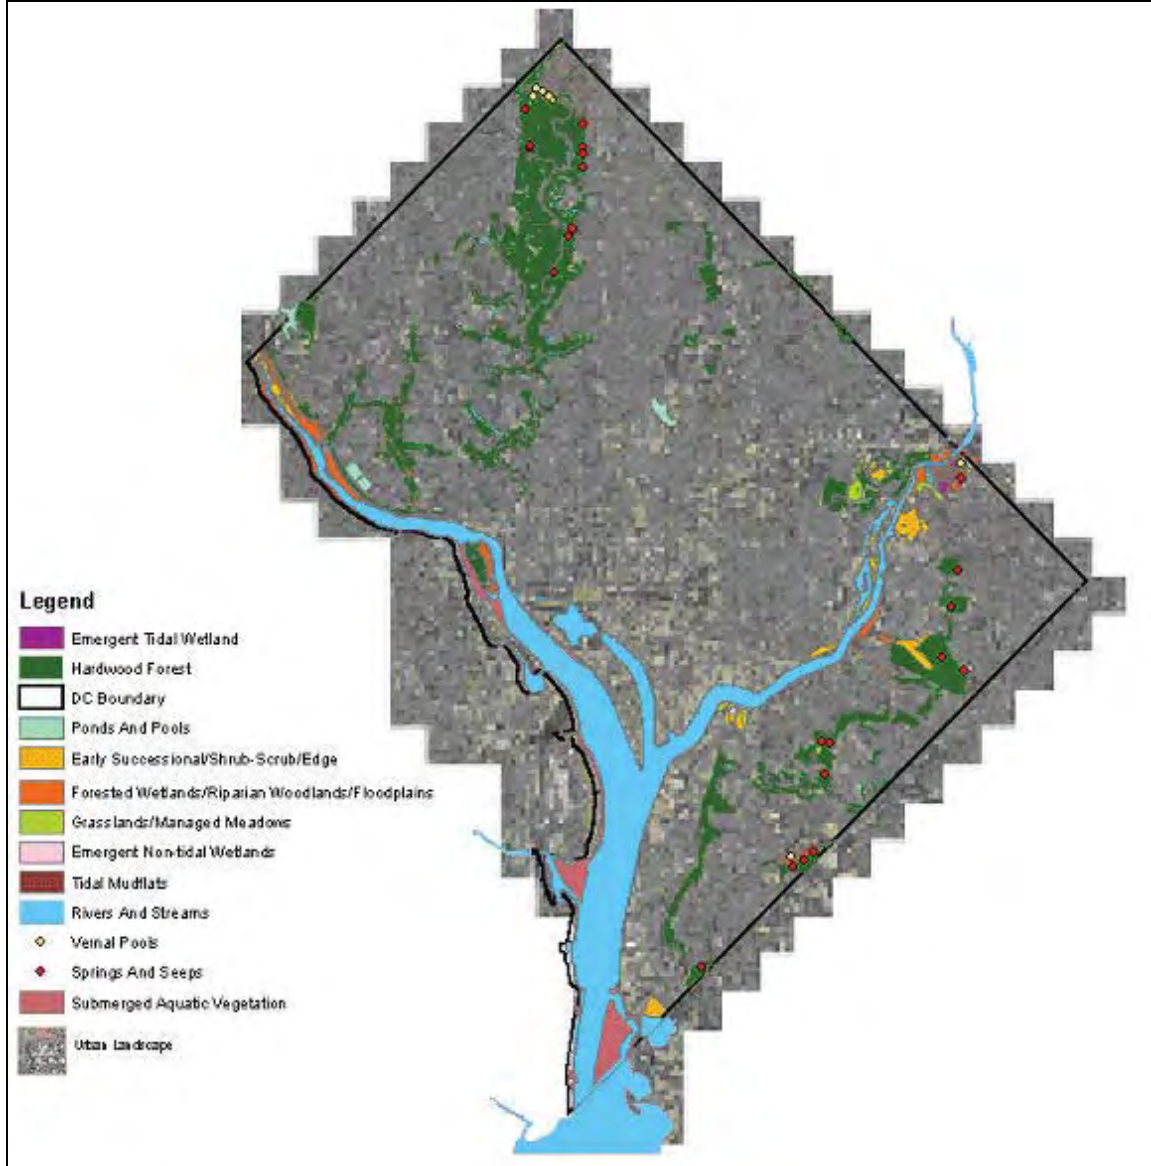 Legend
Emergent Tidal Wetland
Hardwood Forest
DC Boundary
Ponds And Pools
Early Successional/Shrub-Scrub/Edge
Forested Wetlands/Riparian Woodlands/Floodplains
Grasslands/Managed Meadows
Emergent Non-tidal Wetlands
Tidal Mudflats
Rivers And Streams
Vernal Pools
Springs And Seeps
Submerged Aquatic Vegetation
Urban Landscape